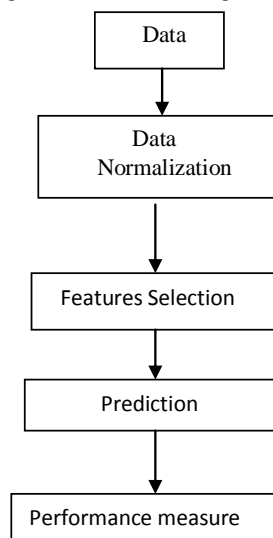 Data
Data
Normalization
Features Selection
Prediction
Performance measure